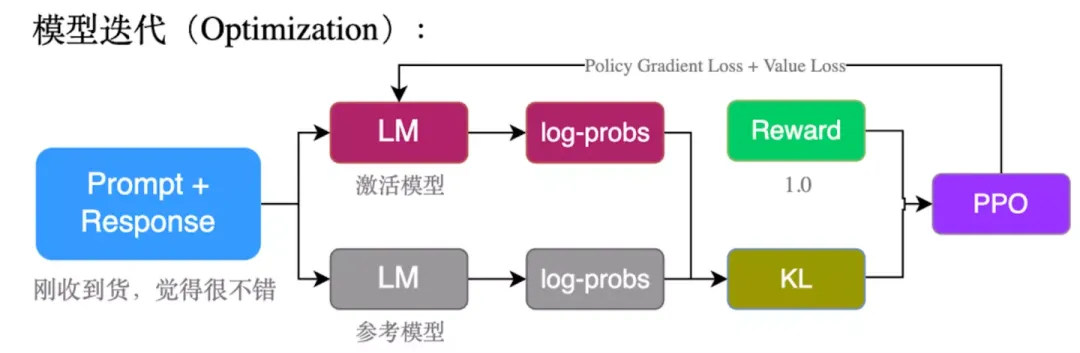 模型迭代（Optimization）：
Policy Gradient Loss + Value Loss
Prompt +
Response
刚收到货，觉得很不错
LM
激活模型
log-probs
Reward
1.0
PPO
LM
参考模型
log-probs
KL